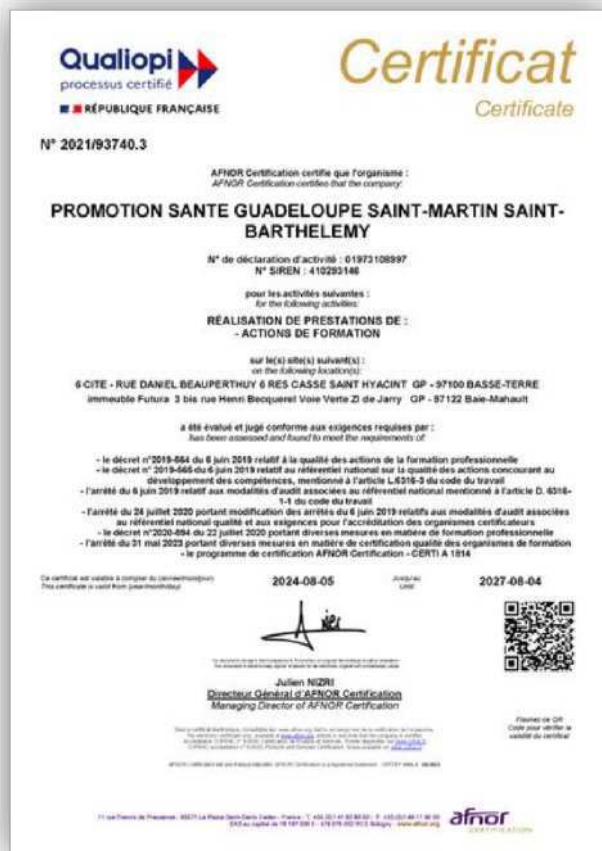 Qualiopi
processus certifié
RÉPUBLIQUE FRANÇAISE
Certificat
Certificate
N° 2021/93740.3
AFNOR Certification certifie que l'organisme :
AFNOR Certification certifies that the company:
PROMOTION SANTE GUADELOUPE SAINT-MARTIN SAINT-
BARTHELEMY
N° de déclaration d'activité : 01973108997
N° SIREN : 410293146
pour les activités suivantes :
for the following activities:
RÉALISATION DE PRESTATIONS DE :
- ACTIONS DE FORMATION
sur le(s) site(s) suivant(s) :
on the following location(s):
6 CITE - RUE DANIEL BEAUPERTHUY 6 RES CASSE SAINT HYACINT GP - 97100 BASSE-TERRE
immeuble Futura 3 bis rue Henri Becquerel Voie Verte ZI de Jarry GP - 97122 Baie-Mahault
a été évalué et jugé conforme aux exigences requises par :
has been assessed and found to meet the requirements of:
- le décret n°2019-564 du 6 juin 2019 relatif à la qualité des actions de la formation professionnelle
- le décret n° 2019-565 du 6 juin 2019 relatif au référentiel national sur la qualité des actions concourant au
développement des compétences, mentionné à l'article L.6316-3 du code du travail
- l'arrêté du 6 juin 2019 relatif aux modalités d'audit associées au référentiel national mentionné à l'article D. 6316-
1-1 du code du travail
- l'arrêté du 24 juillet 2020 portant modification des arrêtés du 6 juin 2019 relatifs aux modalités d'audit associées
au référentiel national qualité et aux exigences pour l'accréditation des organismes certificateurs
- le décret n°2020-894 du 22 juillet 2020 portant diverses mesures en matière de formation professionnelle
- l'arrêté du 31 mai 2023 portant diverses mesures en matière de certification qualité des organismes de formation
- le programme de certification AFNOR Certification - CERTI A 1814
Ce certificat est valable à compter du (année/mois/jour)
This certificate is valid from (year/month/day)
2024-08-05
Jusqu'au
Until
2027-08-04
Julien NIZRI
Directeur Général d'AFNOR Certification
Managing Director of AFNOR Certification
Flashez ce QR
Code pour vérifier la
validité du certificat
afnor
CERTIFICATION